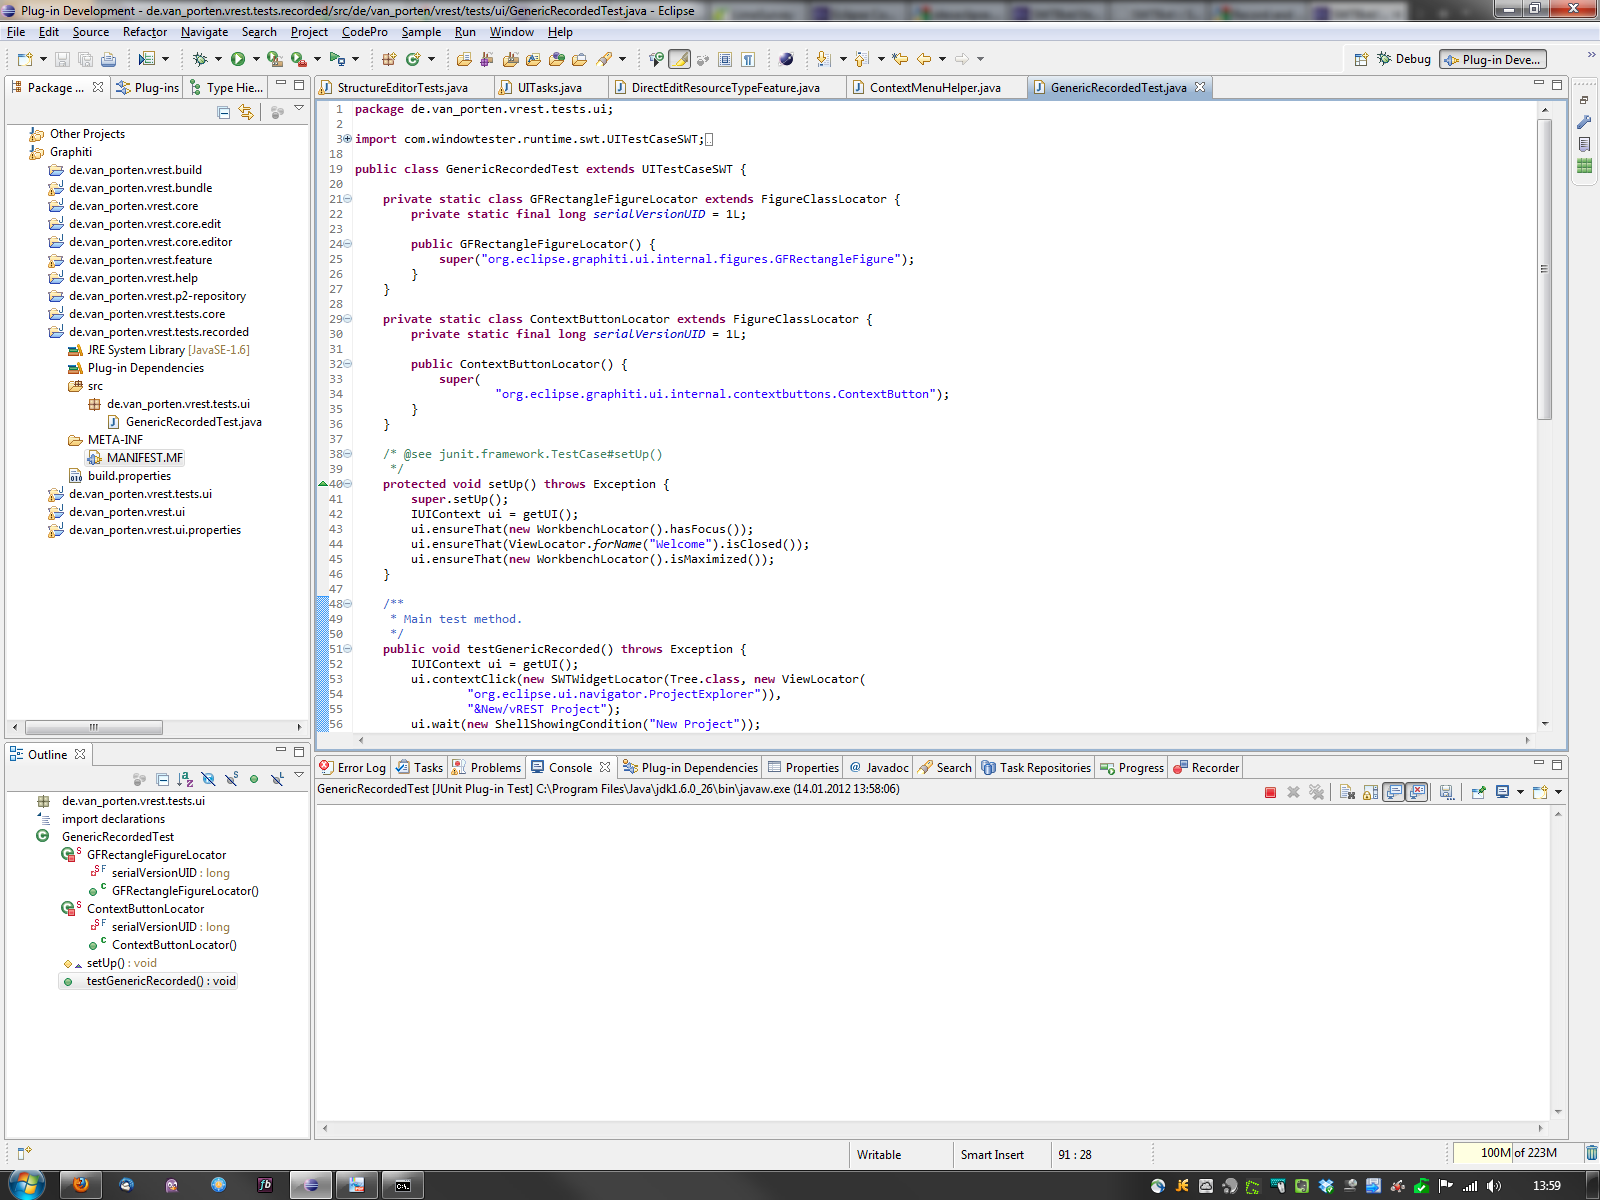 Plug-in Development - de.van_porten.vrest.tests.recorded/src/de/van_porten/vrest/tests/ui/GenericRecordedTest.java - Eclipse
File Edit Source Refactor Navigate Search Project CodePro Sample Run Window Help
Debug Plug-in Deve...
Package ... Plug-ins Type Hie...
Other Projects
Graphiti
de.van_porten.vrest.build
de.van_porten.vrest.bundle
de.van_porten.vrest.core
de.van_porten.vrest.core.edit
de.van_porten.vrest.core.editor
de.van_porten.vrest.feature
de.van_porten.vrest.help
de.van_porten.vrest.p2-repository
de.van_porten.vrest.tests.core
de.van_porten.vrest.tests.recorded
JRE System Library [JavaSE-1.6]
Plug-in Dependencies
src
de.van_porten.vrest.tests.ui
GenericRecordedTest.java
META-INF
MANIFEST.MF
build.properties
de.van_porten.vrest.tests.ui
de.van_porten.vrest.ui
de.van_porten.vrest.ui.properties
StructureEditorTests.java UITasks.java DirectEditResourceTypeFeature.java ContextMenuHelper.java GenericRecordedTest.java
1 package de.van_porten.vrest.tests.ui;
2
3 import com.windowtester.runtime.swt.UITestCaseSWT;
18
19 public class GenericRecordedTest extends UITestCaseSWT {
20
21 private static class GFRectangleFigureLocator extends FigureClassLocator {
22 private static final long serialVersionUID = 1L;
23
24 public GFRectangleFigureLocator() {
25 super("org.eclipse.graphiti.ui.internal.figures.GFRectangleFigure");
26 }
27 }
28
29 private static class ContextButtonLocator extends FigureClassLocator {
30 private static final long serialVersionUID = 1L;
31
32 public ContextButtonLocator() {
33 super(
34 "org.eclipse.graphiti.ui.internal.contextbuttons.ContextButton");
35 }
36 }
37
38 /* @see junit.framework.TestCase#setUp()
39 */
40 protected void setUp() throws Exception {
41 super.setUp();
42 IUIContext ui = getUI();
43 ui.ensureThat(new WorkbenchLocator().hasFocus());
44 ui.ensureThat(ViewLocator.forName("Welcome").isClosed());
45 ui.ensureThat(new WorkbenchLocator().isMaximized());
46 }
47
48 /**
49 * Main test method.
50 */
51 public void testGenericRecorded() throws Exception {
52 IUIContext ui = getUI();
53 ui.contextClick(new SWTWidgetLocator(Tree.class, new ViewLocator(
54 "org.eclipse.ui.navigator.ProjectExplorer")),
55 "&New/vREST Project");
56 ui.wait(new ShellShowingCondition("New Project"));
Outline
de.van_porten.vrest.tests.ui
import declarations
GenericRecordedTest
GFRectangleFigureLocator
serialVersionUID : long
GFRectangleFigureLocator()
ContextButtonLocator
serialVersionUID : long
ContextButtonLocator()
setUp() : void
testGenericRecorded() : void
Error Log Tasks Problems Console Plug-in Dependencies Properties @ Javadoc Search Task Repositories Progress Recorder
GenericRecordedTest [JUnit Plug-in Test] C:\Program Files\Java\jdk1.6.0_26\bin\javaw.exe (14.01.2012 13:58:06)
Writable Smart Insert 91 : 28 100M of 223M
13:59